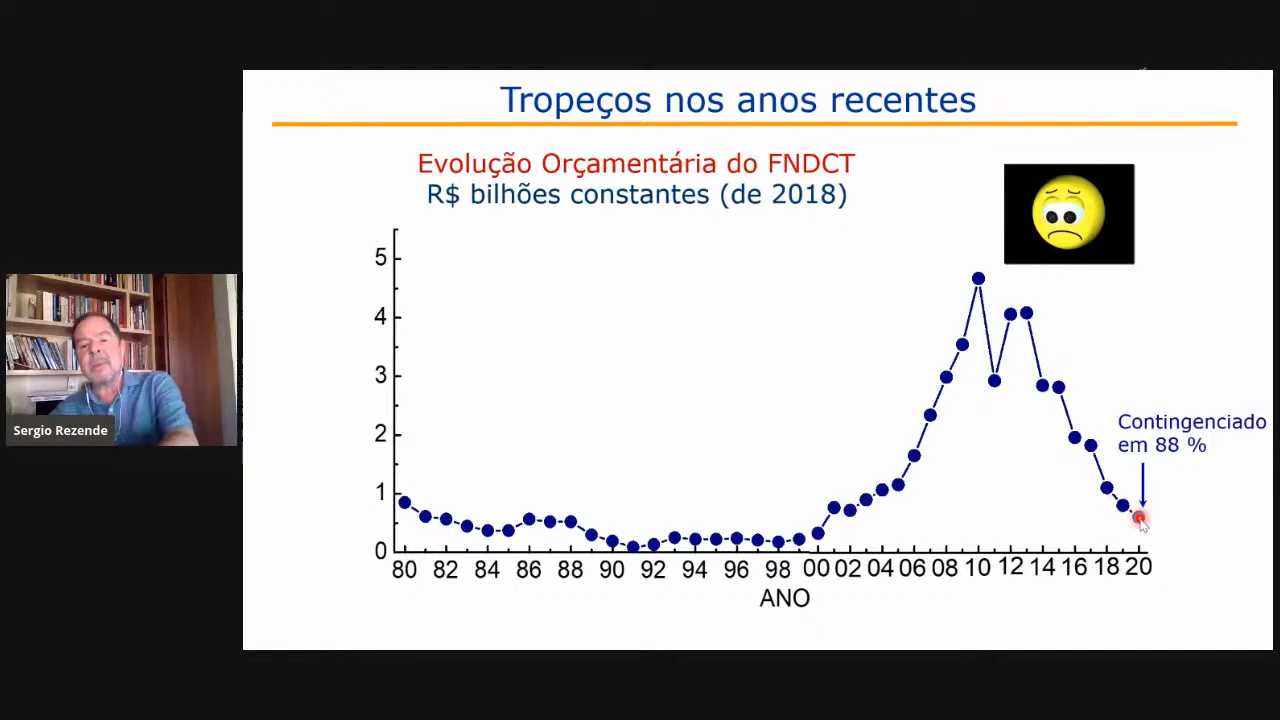 Tropeços nos anos recentes
Evolução Orçamentária do FNDCT
R$ bilhões constantes (de 2018)
5
4
3
2
1
0
80 82 84 86 88 90 92 94 96 98 00 02 04 06 08 10 12 14 16 18 20
ANO
Contingenciado
em 88 %
Sergio Rezende